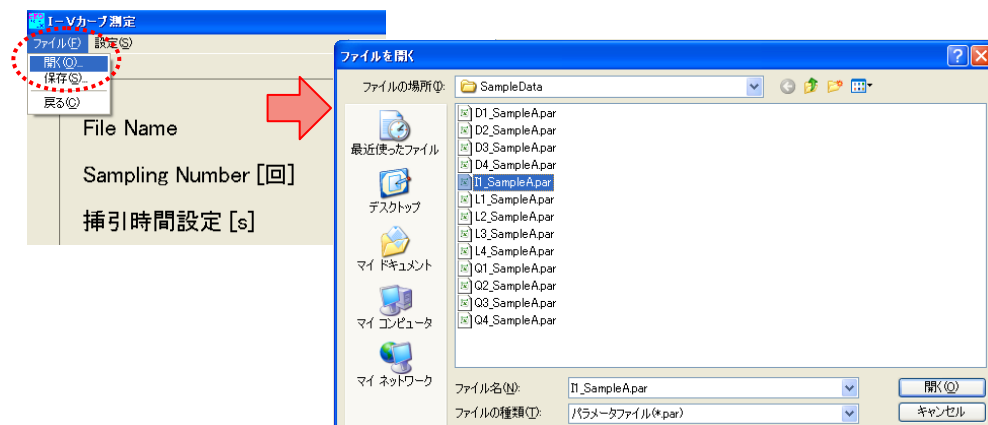 I-Vカーブ測定
ファイル(F) 設定(S)
開く(O)...
保存(S)...
戻る(C)
File Name
Sampling Number [回]
挿引時間設定 [s]
ファイルを開く
ファイルの場所(I):
SampleData
最近使ったファイル
デスクトップ
マイ ドキュメント
マイ コンピュータ
マイ ネットワーク
D1_SampleA.par
D2_SampleA.par
D3_SampleA.par
D4_SampleA.par
I1_SampleA.par
L1_SampleA.par
L2_SampleA.par
L3_SampleA.par
L4_SampleA.par
Q1_SampleA.par
Q2_SampleA.par
Q3_SampleA.par
Q4_SampleA.par
ファイル名(N): I1_SampleA.par 開く(O)
ファイルの種類(T): パラメータファイル(*.par) キャンセル